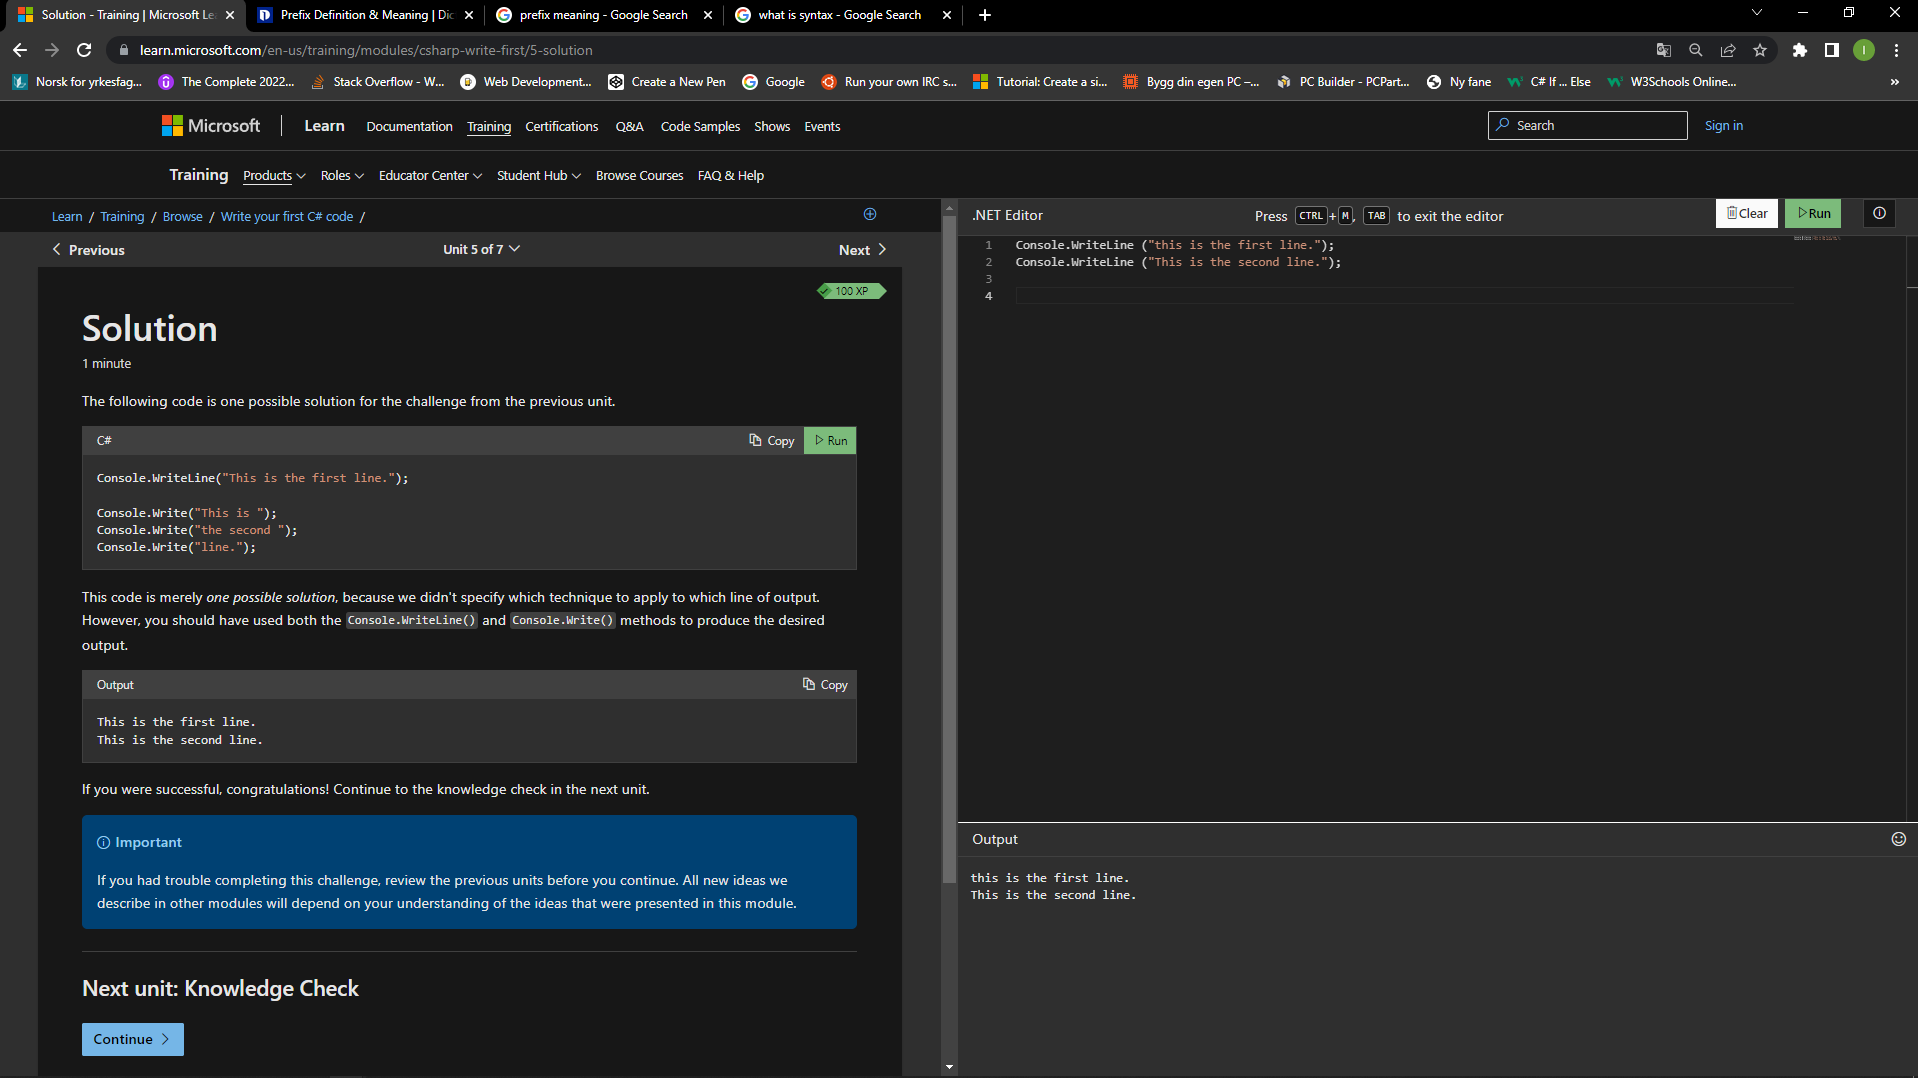 Solution - Training | Microsoft Le
Prefix Definition & Meaning | Dic
prefix meaning - Google Search
what is syntax - Google Search
learn.microsoft.com/en-us/training/modules/csharp-write-first/5-solution
I
Norsk for yrkesfag...
The Complete 2022...
Stack Overflow - W...
Web Development...
Create a New Pen
Google
Run your own IRC s...
Tutorial: Create a si...
Bygg din egen PC –...
PC Builder - PCPart...
Ny fane
C# If ... Else
W3Schools Online...
»
Microsoft
Learn
Documentation
Training
Certifications
Q&A
Code Samples
Shows
Events
Search
Sign in
Training
Products
Roles
Educator Center
Student Hub
Browse Courses
FAQ & Help
Learn / Training / Browse / Write your first C# code /
Previous
Unit 5 of 7
Next
100 XP
Solution
1 minute
The following code is one possible solution for the challenge from the previous unit.
C#
Copy
Run
Console.WriteLine("This is the first line.");
Console.Write("This is ");
Console.Write("the second ");
Console.Write("line.");
This code is merely one possible solution, because we didn't specify which technique to apply to which line of output.
However, you should have used both the Console.WriteLine() and Console.Write() methods to produce the desired
output.
Output
Copy
This is the first line.
This is the second line.
If you were successful, congratulations! Continue to the knowledge check in the next unit.
Important
If you had trouble completing this challenge, review the previous units before you continue. All new ideas we
describe in other modules will depend on your understanding of the ideas that were presented in this module.
Next unit: Knowledge Check
Continue
.NET Editor
Press CTRL + M, TAB to exit the editor
Clear
Run
1 Console.WriteLine ("this is the first line.");
2 Console.WriteLine ("This is the second line.");
3
4
Output
this is the first line.
This is the second line.